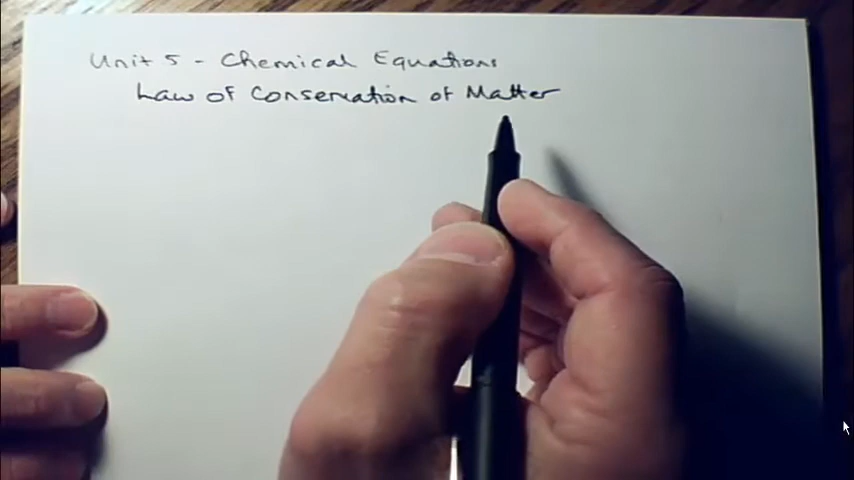 Unit 5 - Chemical Equations
Law of Conservation of Matter